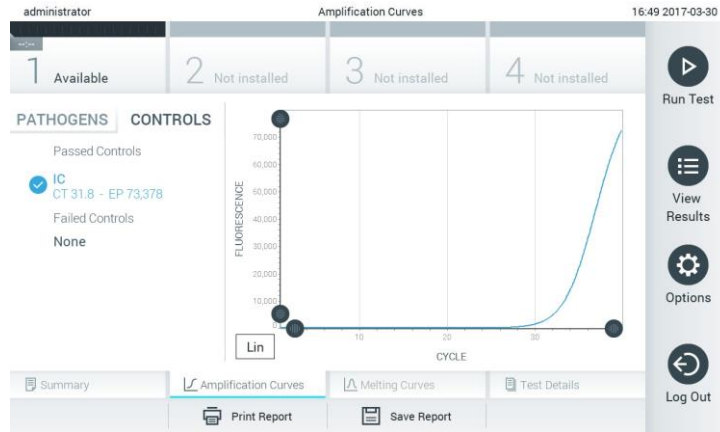 administrator
Amplification Curves
16:49 2017-03-30
--:--
1 Available
2 Not installed
3 Not installed
4 Not installed
Run Test
PATHOGENS
CONTROLS
Passed Controls
IC
CT 31.8 - EP 73,378
Failed Controls
None
FLUORESCENCE
70,000
60,000
50,000
40,000
30,000
20,000
10,000
0
10
20
30
CYCLE
Lin
View
Results
Options
Log Out
Summary
Amplification Curves
Melting Curves
Test Details
Print Report
Save Report